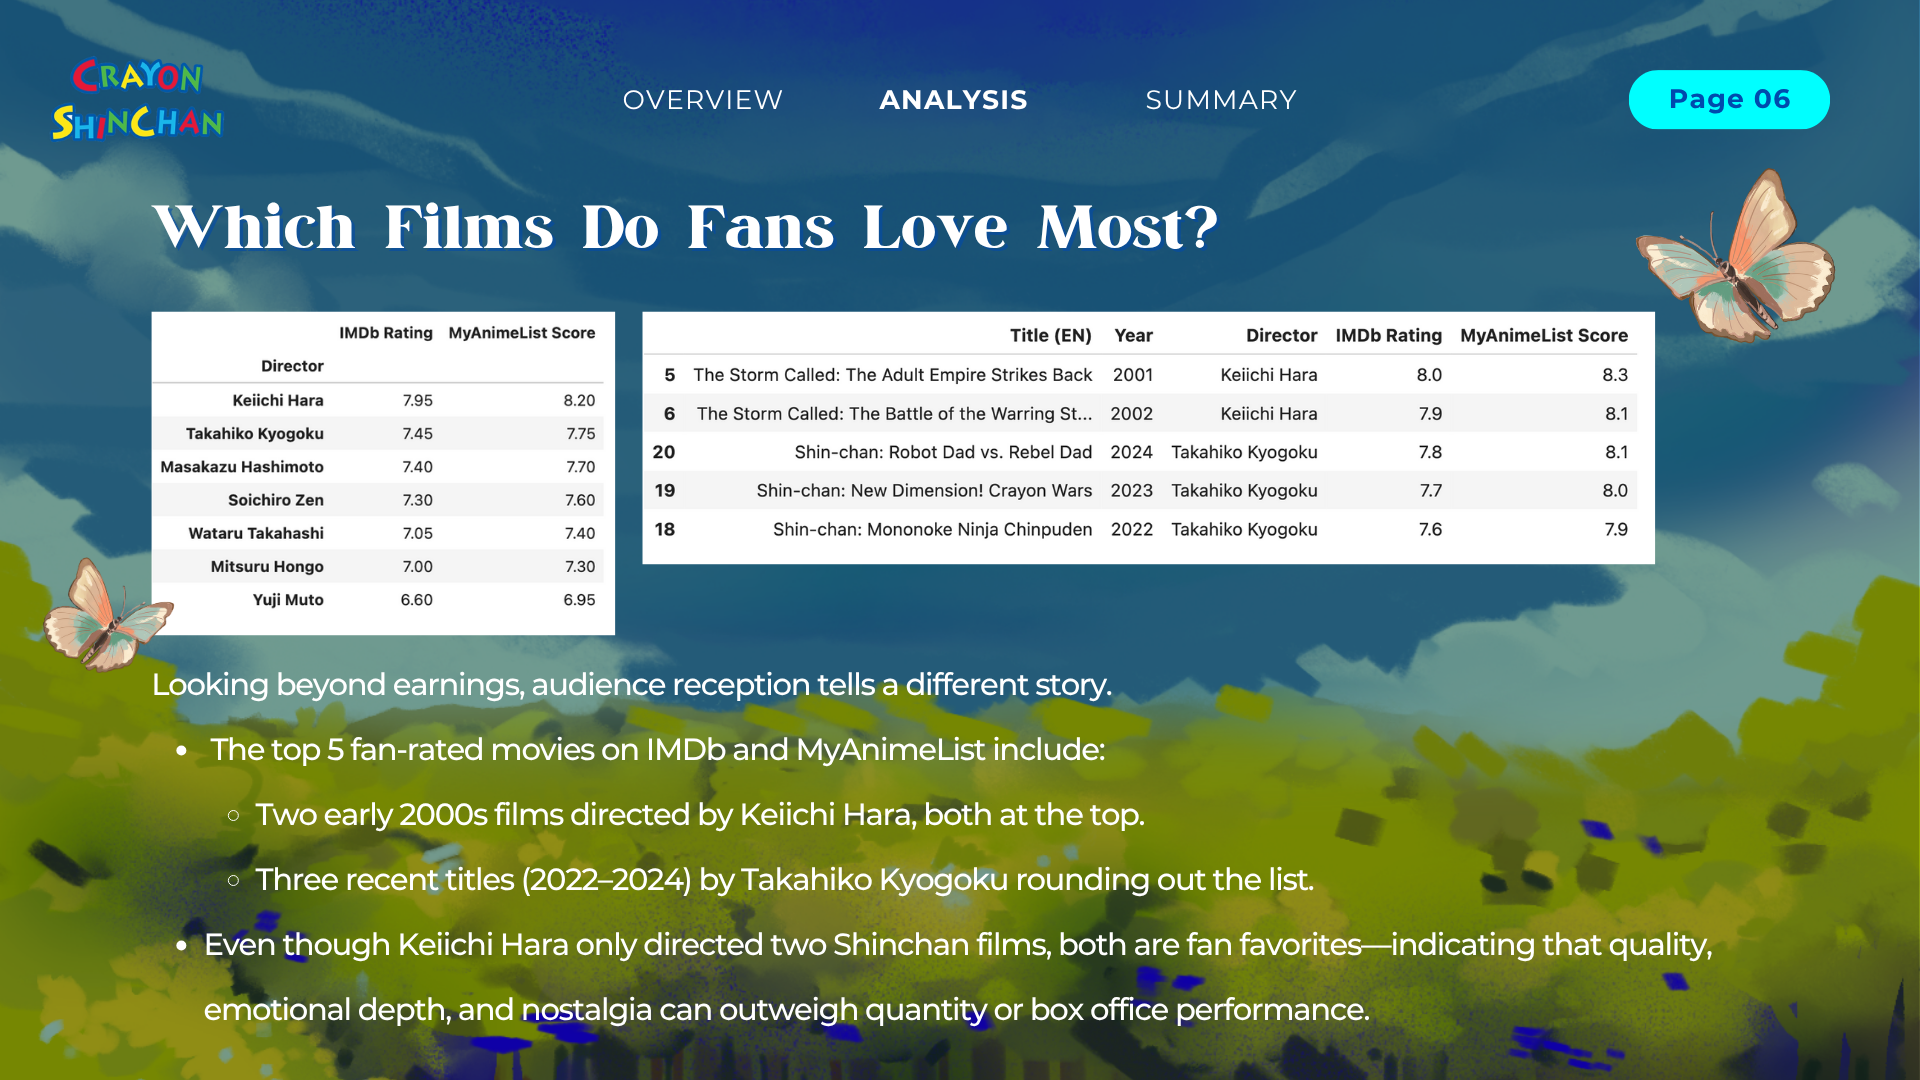 CRAYON
SHINCHAN
OVERVIEW ANALYSIS SUMMARY
Page 06
Which Films Do Fans Love Most?
IMDb Rating MyAnimeList Score
Director
Keiichi Hara 7.95 8.20
Takahiko Kyogoku 7.45 7.75
Masakazu Hashimoto 7.40 7.70
Soichiro Zen 7.30 7.60
Wataru Takahashi 7.05 7.40
Mitsuru Hongo 7.00 7.30
Yuji Muto 6.60 6.95
Title (EN) Year Director IMDb Rating MyAnimeList Score
5 The Storm Called: The Adult Empire Strikes Back 2001 Keiichi Hara 8.0 8.3
6 The Storm Called: The Battle of the Warring St... 2002 Keiichi Hara 7.9 8.1
20 Shin-chan: Robot Dad vs. Rebel Dad 2024 Takahiko Kyogoku 7.8 8.1
19 Shin-chan: New Dimension! Crayon Wars 2023 Takahiko Kyogoku 7.7 8.0
18 Shin-chan: Mononoke Ninja Chinpuden 2022 Takahiko Kyogoku 7.6 7.9
Looking beyond earnings, audience reception tells a different story.
• The top 5 fan-rated movies on IMDb and MyAnimeList include:
○ Two early 2000s films directed by Keiichi Hara, both at the top.
○ Three recent titles (2022–2024) by Takahiko Kyogoku rounding out the list.
• Even though Keiichi Hara only directed two Shinchan films, both are fan favorites—indicating that quality,
emotional depth, and nostalgia can outweigh quantity or box office performance.